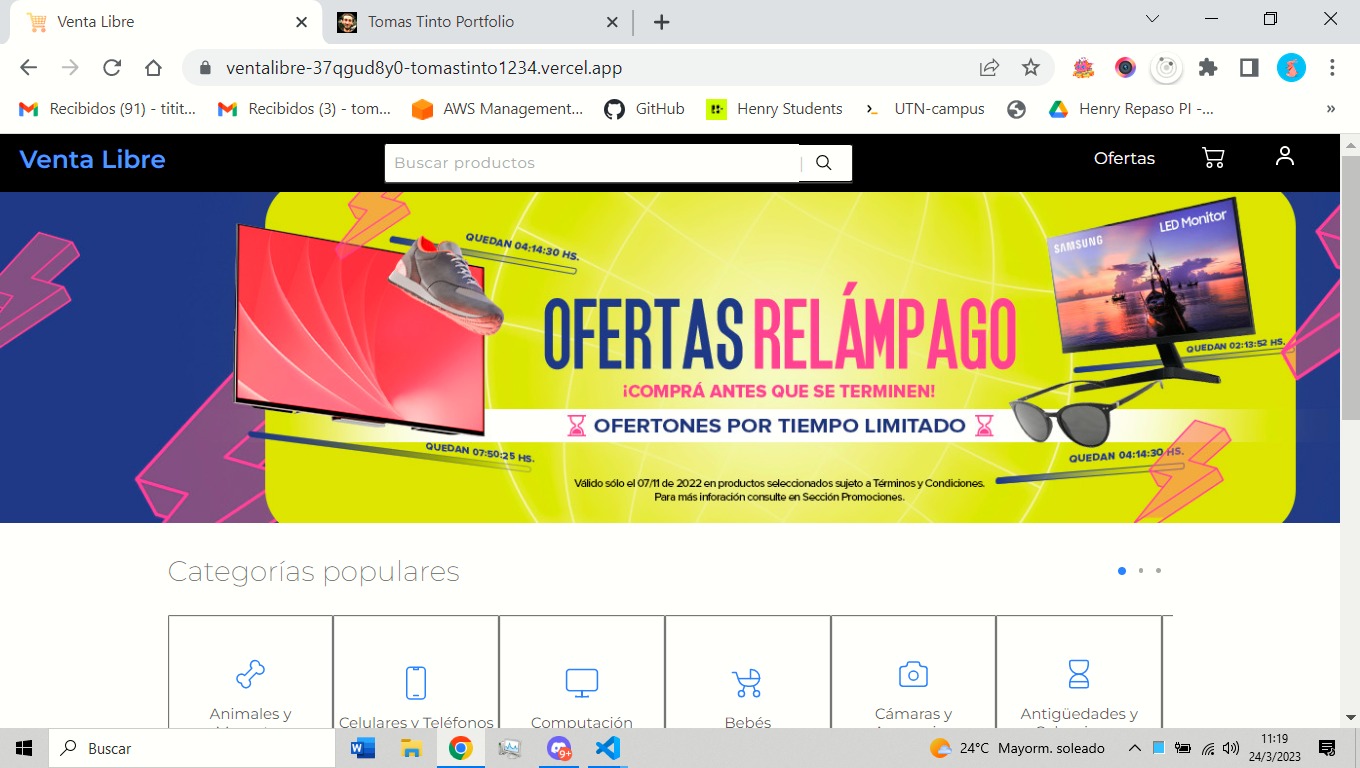 Venta Libre
Tomas Tinto Portfolio
ventalibre-37qgud8y0-tomastinto1234.vercel.app
Recibidos (91) - titit...
Recibidos (3) - tom...
AWS Management...
GitHub
Henry Students
UTN-campus
Henry Repaso PI -...
»
Venta Libre
Buscar productos
Ofertas
QUEDAN 04:14:30 HS.
SAMSUNG
LED Monitor
OFERTAS RELÁMPAGO
QUEDAN 02:13:52 HS.
¡COMPRÁ ANTES QUE SE TERMINEN!
OFERTONES POR TIEMPO LIMITADO
QUEDAN 07:50:25 HS.
QUEDAN 04:14:30 HS.
Válido sólo el 07/11 de 2022 en productos seleccionados sujeto a Términos y Condiciones.
Para más inforación consulte en Sección Promociones.
Categorías populares
Animales y
Celulares y Teléfonos
Computación
Bebés
Cámaras y
Antigüedades y
Buscar
9+
24°C Mayorm. soleado
11:19
24/3/2023